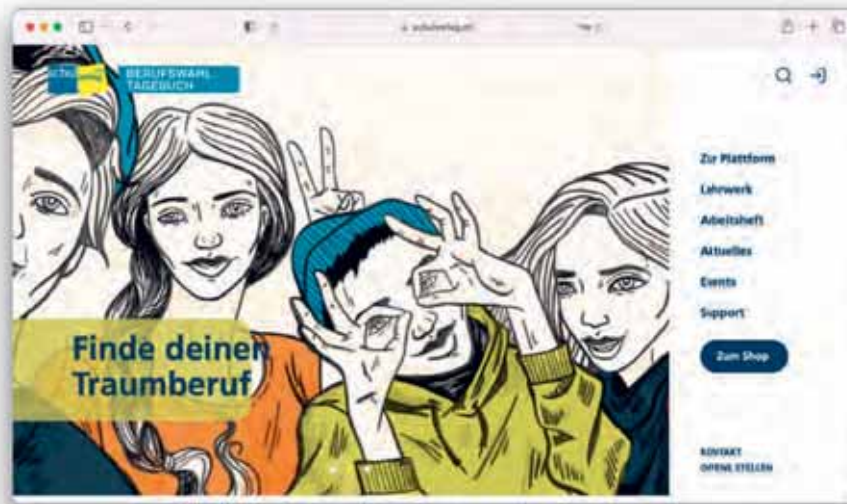 BERUFSWAHL
TAGEBUCH
Zur Plattform
Lehrwerk
Arbeitsheft
Aktuelles
Events
Support
Zum Shop
Finde deinen
Traumberuf
KONTAKT
OFFENE STELLEN